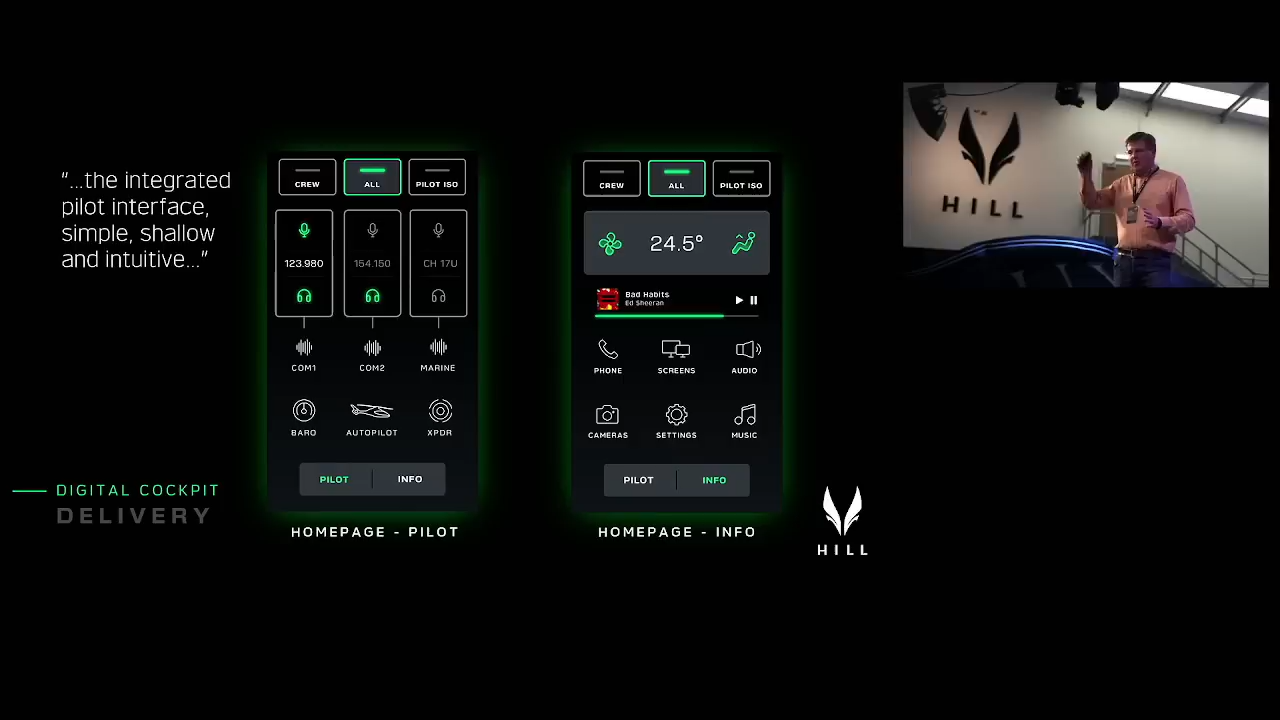 “...the integrated
pilot interface,
simple, shallow
and intuitive...”
DIGITAL COCKPIT
DELIVERY
CREW
ALL
PILOT ISO
123.980
154.150
CH 17U
COM1
COM2
MARINE
BARO
AUTOPILOT
XPDR
PILOT
INFO
HOMEPAGE - PILOT
CREW
ALL
PILOT ISO
24.5°
Bad Habits
Ed Sheeran
PHONE
SCREENS
AUDIO
CAMERAS
SETTINGS
MUSIC
PILOT
INFO
HOMEPAGE - INFO
HILL
HILL